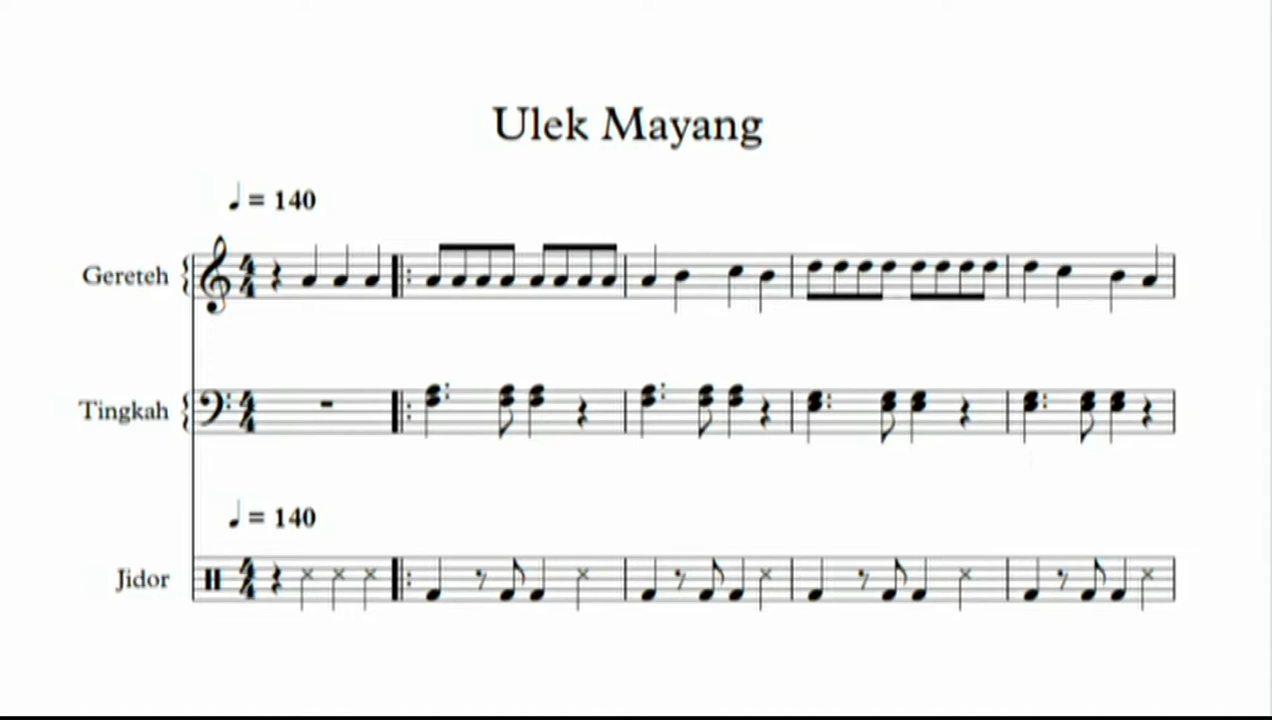 Ulek Mayang
♩ = 140
Gereteh
Tingkah
♩ = 140
Jidor